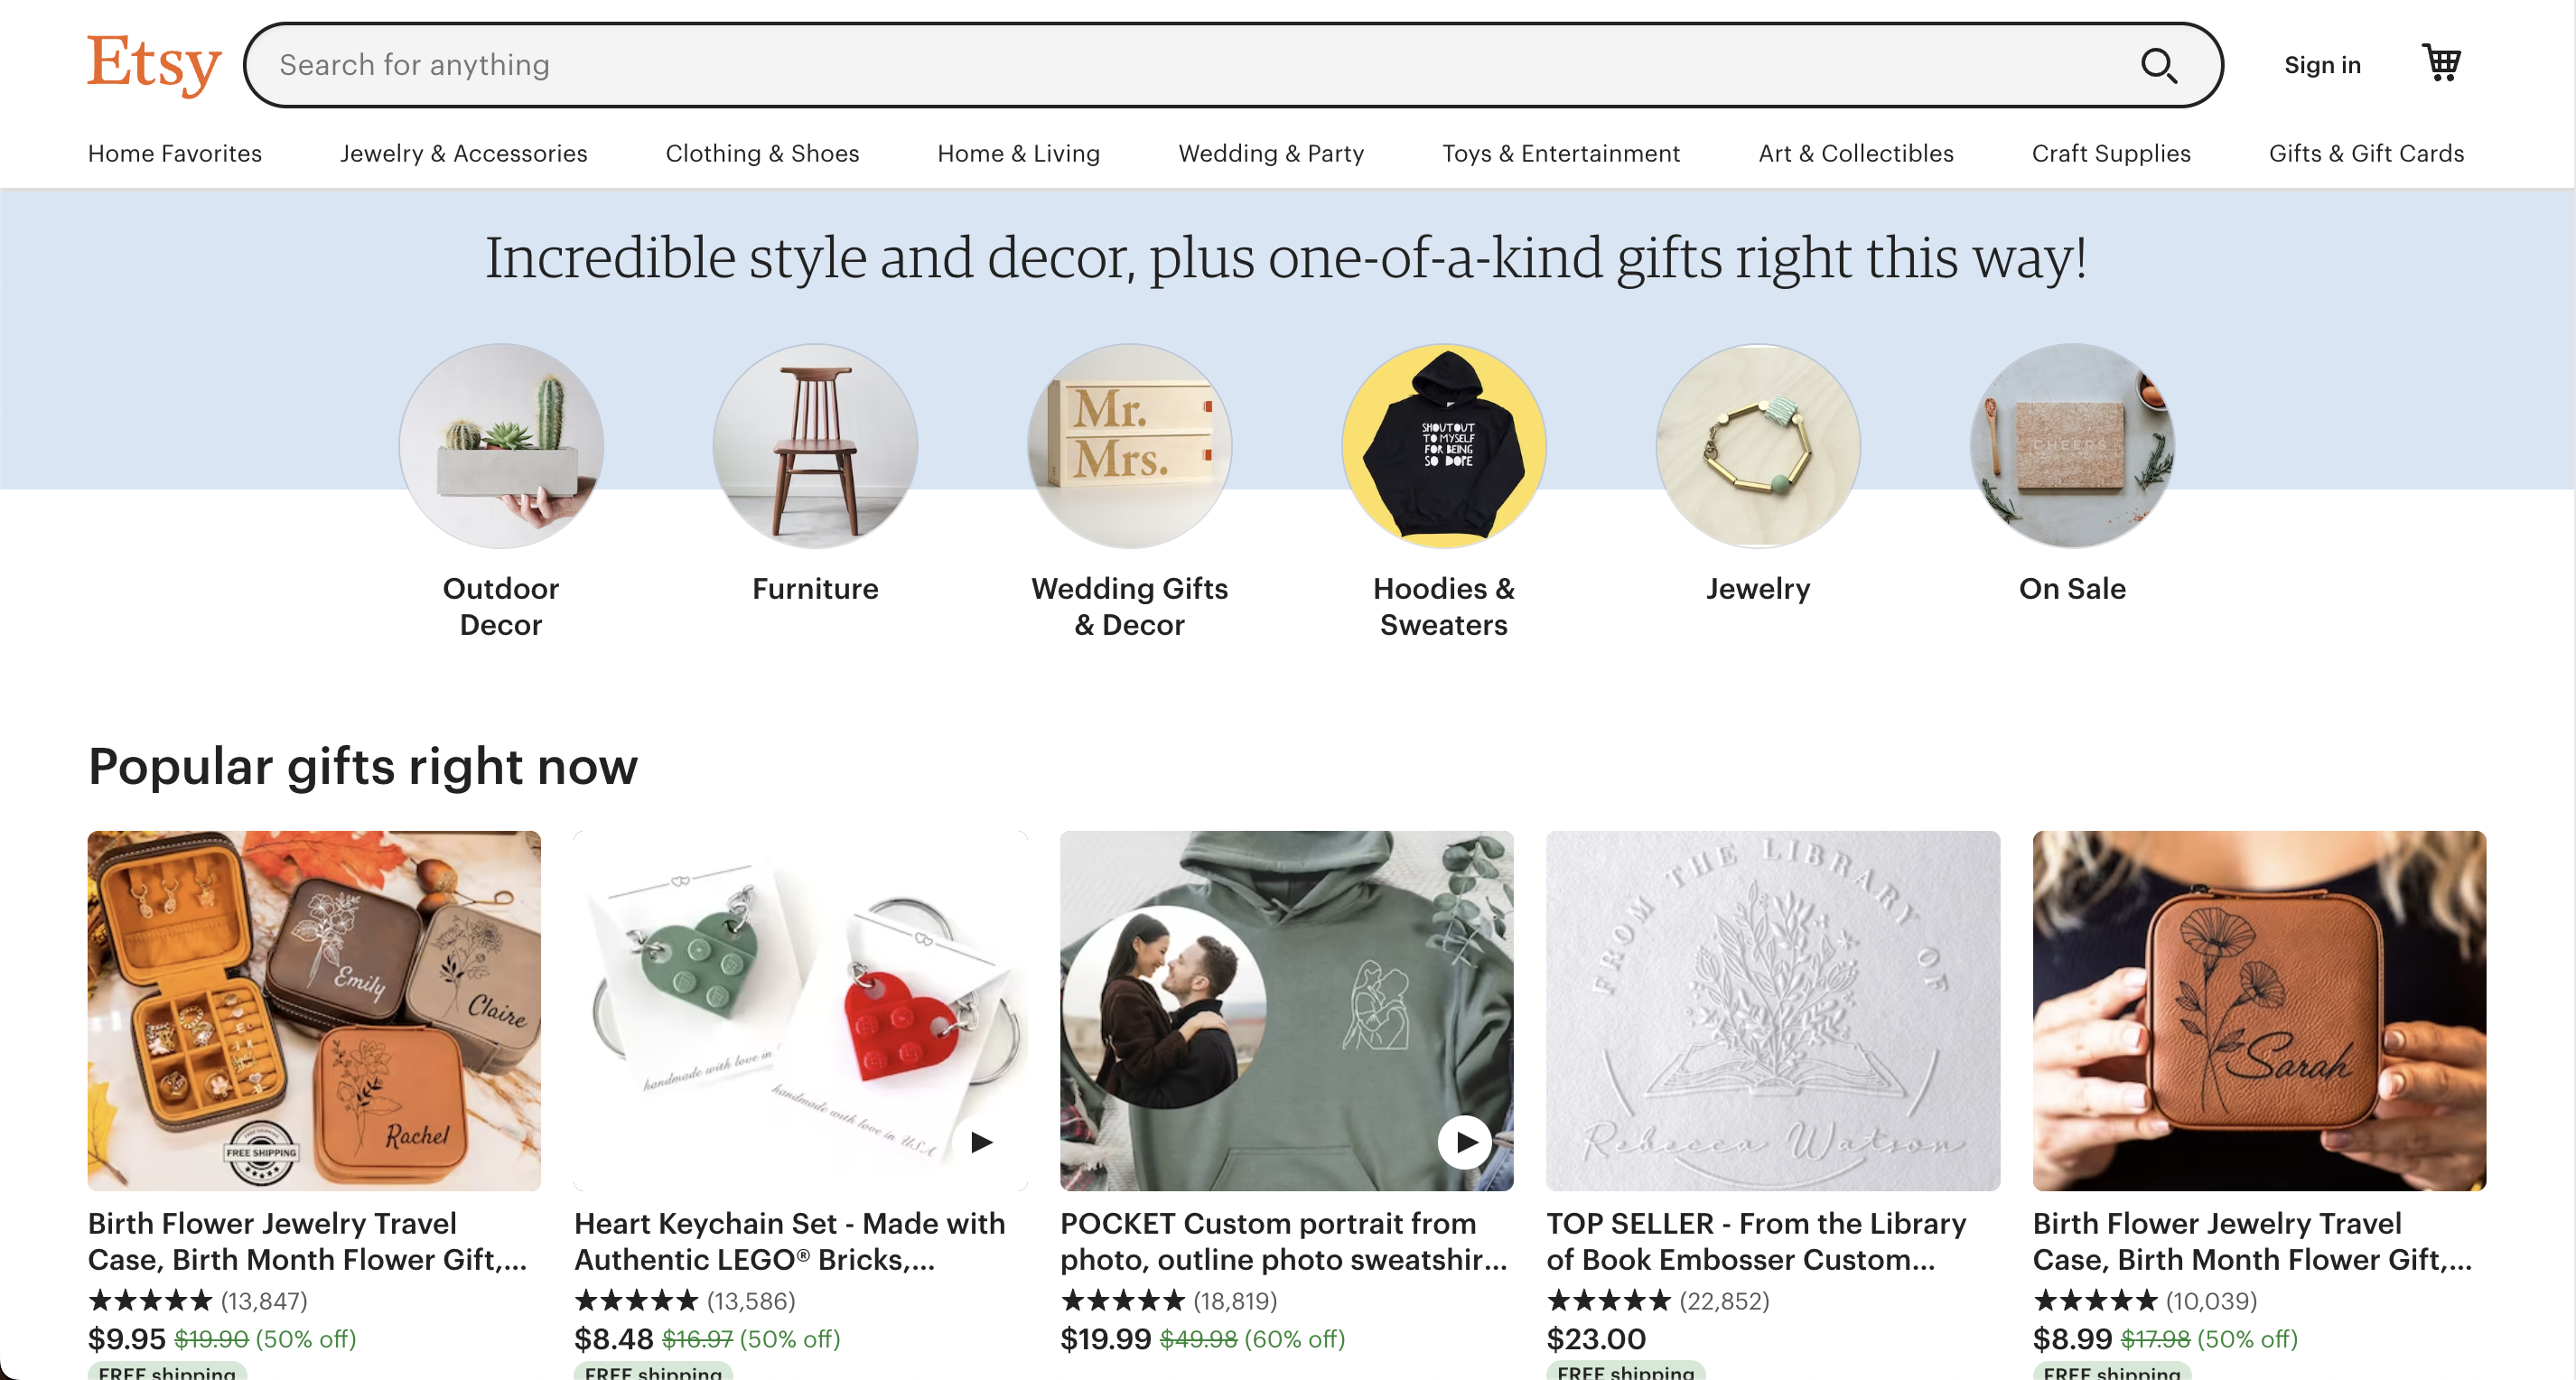 Etsy
Search for anything
Sign in
Home Favorites
Jewelry & Accessories
Clothing & Shoes
Home & Living
Wedding & Party
Toys & Entertainment
Art & Collectibles
Craft Supplies
Gifts & Gift Cards
Incredible style and decor, plus one-of-a-kind gifts right this way!
Mr.
Mrs.
SHOUTOUT
TO MYSELF
FOR BEING
SO DOPE
CHEERS
Outdoor
Decor
Furniture
Wedding Gifts
& Decor
Hoodies &
Sweaters
Jewelry
On Sale
Popular gifts right now
Emily
Claire
Rachel
FREE SHIPPING
handmade with love in
handmade with love in USA
FROM THE LIBRARY OF
Rebecca Watson
Sarah
Birth Flower Jewelry Travel
Case, Birth Month Flower Gift,...
(13,847)
$9.95 $19.90 (50% off)
FREE shipping
Heart Keychain Set - Made with
Authentic LEGO® Bricks,...
(13,586)
$8.48 $16.97 (50% off)
FREE shipping
POCKET Custom portrait from
photo, outline photo sweatshir...
(18,819)
$19.99 $49.98 (60% off)
TOP SELLER - From the Library
of Book Embosser Custom...
(22,852)
$23.00
FREE shipping
Birth Flower Jewelry Travel
Case, Birth Month Flower Gift,...
(10,039)
$8.99 $17.98 (50% off)
FREE shipping